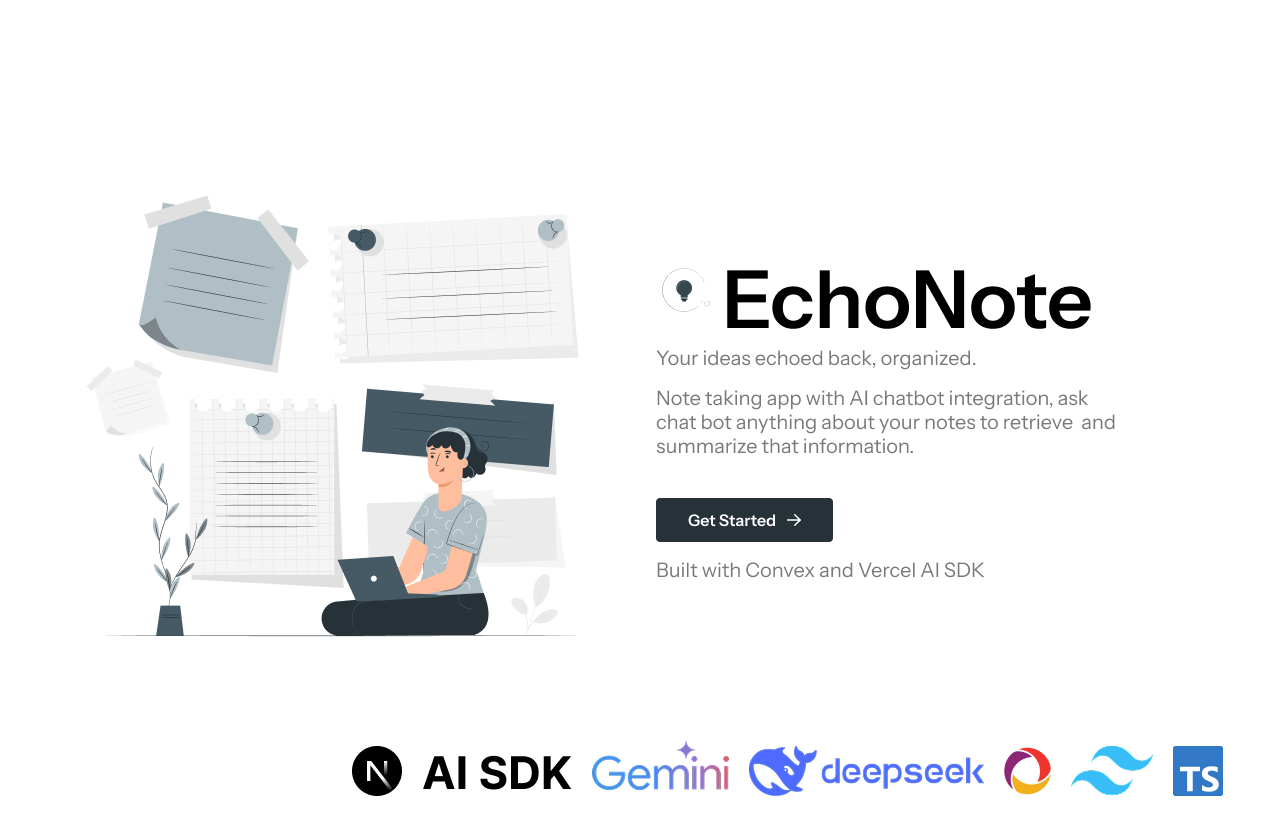 EchoNote
Your ideas echoed back, organized.
Note taking app with AI chatbot integration, ask
chat bot anything about your notes to retrieve  and
summarize that information.
Get Started →
Built with Convex and Vercel AI SDK
N AI SDK Gemini deepseek TS